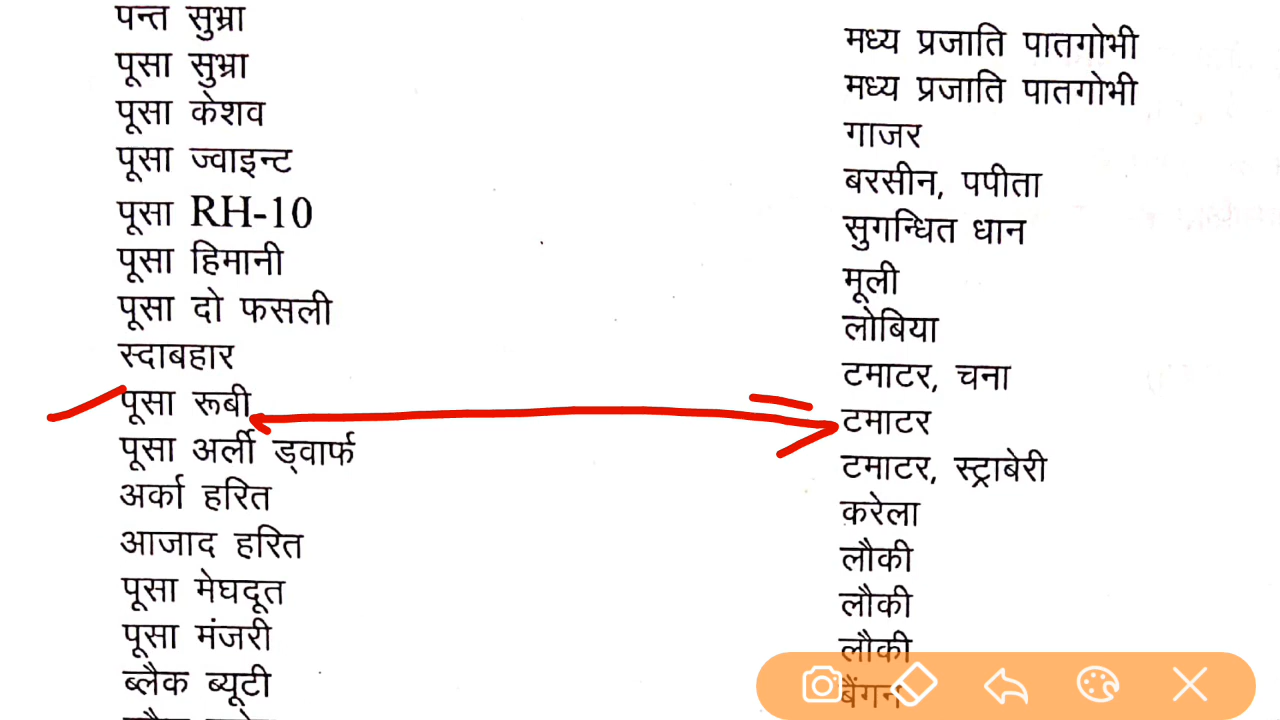 पन्त सुभ्रा मध्य प्रजाति पातगोभी
पूसा सुभ्रा मध्य प्रजाति पातगोभी
पूसा केशव गाजर
पूसा ज्वाइन्ट बरसीन, पपीता
पूसा RH-10 सुगन्धित धान
पूसा हिमानी मूली
पूसा दो फसली लोबिया
स्दाबहार टमाटर, चना
पूसा रूबी टमाटर
पूसा अर्ली ड्वार्फ टमाटर, स्ट्राबेरी
अर्का हरित करेला
आजाद हरित लौकी
पूसा मेघदूत लौकी
पूसा मंजरी लौकी
ब्लैक ब्यूटी बैंगन